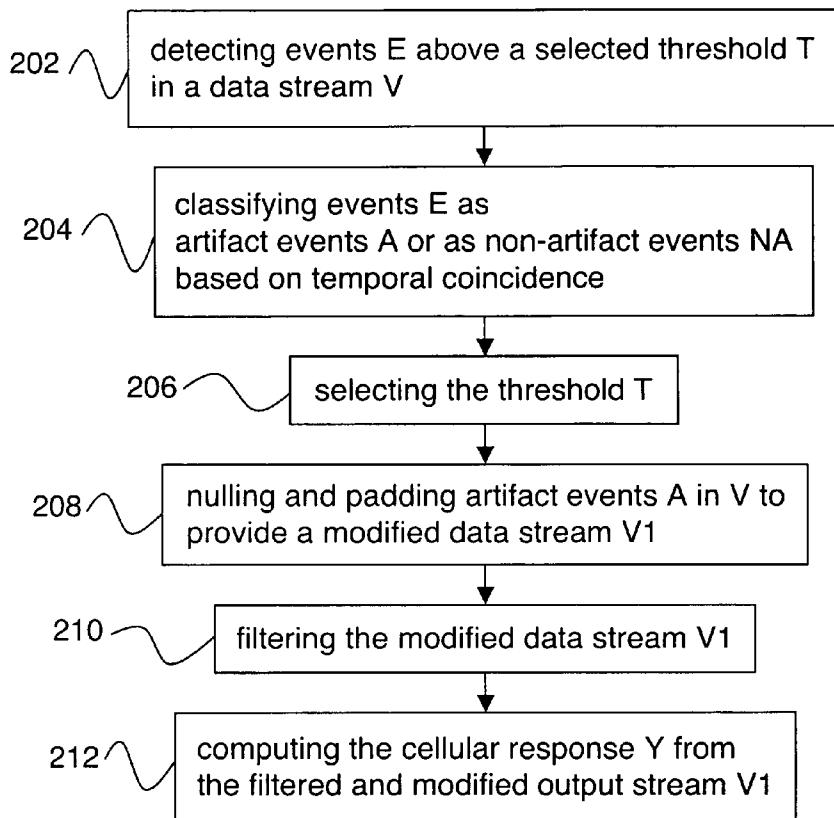 202
detecting events E above a selected threshold T
in a data stream V
204
classifying events E as
artifact events A or as non-artifact events NA
based on temporal coincidence
206
selecting the threshold T
208
nulling and padding artifact events A in V to
provide a modified data stream V1
210
filtering the modified data stream V1
212
computing the cellular response Y from
the filtered and modified output stream V1